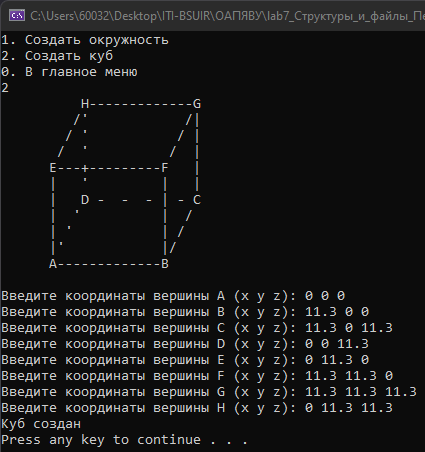 C:\Users\60032\Desktop\ITI-BSUIR\ОАПЯВУ\lab7_Структуры_и_файлы_Пе
1. Создать окружность
2. Создать куб
0. В главное меню
2
H-------------G
/'            /|
/ '           / |
/  '          /  |
E---+---------F   |
|   '         |   |
|   D -  -  - | - C
|  '          |  /
| '           | /
|'            |/
A-------------B
Введите координаты вершины A (x y z): 0 0 0
Введите координаты вершины B (x y z): 11.3 0 0
Введите координаты вершины C (x y z): 11.3 0 11.3
Введите координаты вершины D (x y z): 0 0 11.3
Введите координаты вершины E (x y z): 0 11.3 0
Введите координаты вершины F (x y z): 11.3 11.3 0
Введите координаты вершины G (x y z): 11.3 11.3 11.3
Введите координаты вершины H (x y z): 0 11.3 11.3
Куб создан
Press any key to continue . . .